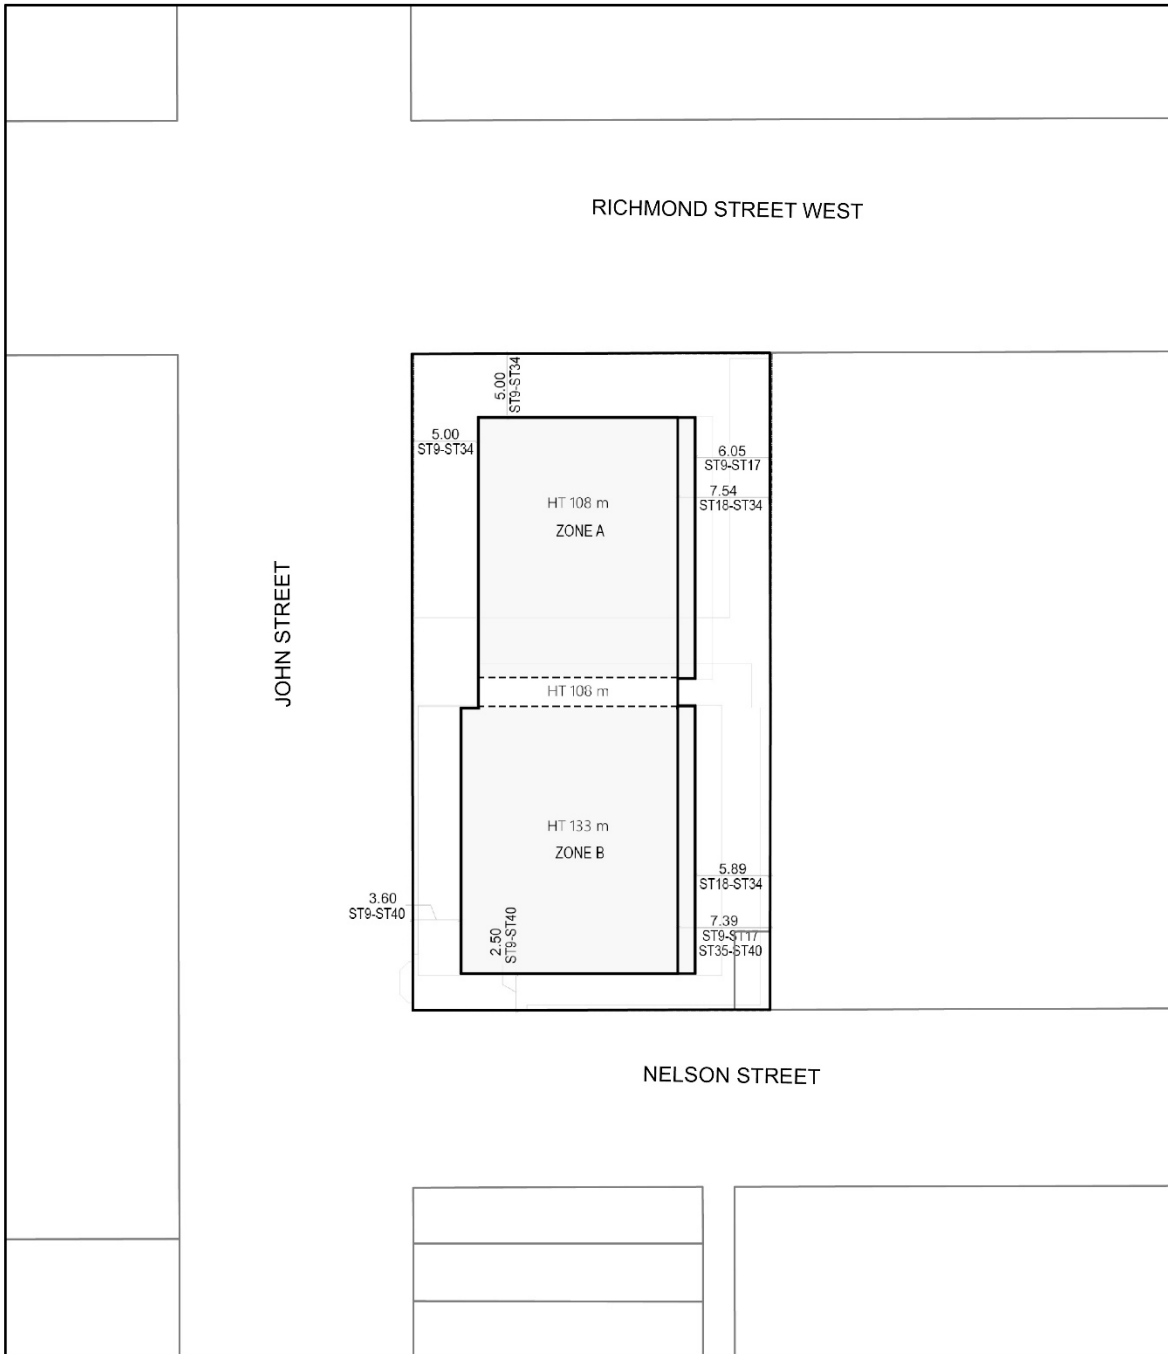 RICHMOND STREET WEST
5.00
ST9-ST34
5.00
ST9-ST34
6.05
ST9-ST17
7.54
ST18-ST34
HT 108 m
ZONE A
JOHN STREET
HT 108 m
HT 133 m
ZONE B
5.89
ST18-ST34
3.60
ST9-ST40
2.50
ST9-ST40
7.39
ST9-ST17
ST35-ST40
NELSON STREET